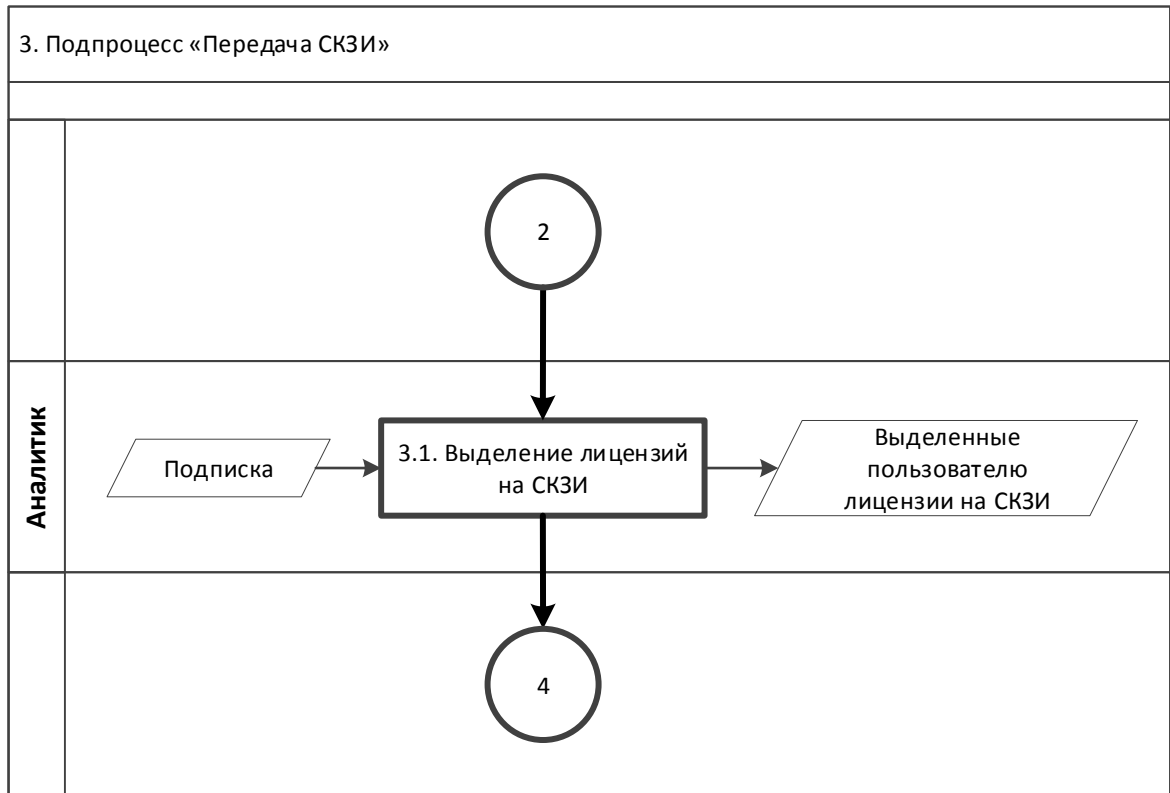 3. Подпроцесс «Передача СКЗИ»
2
Аналитик
Подписка
3.1. Выделение лицензий
на СКЗИ
Выделенные
пользователю
лицензии на СКЗИ
4